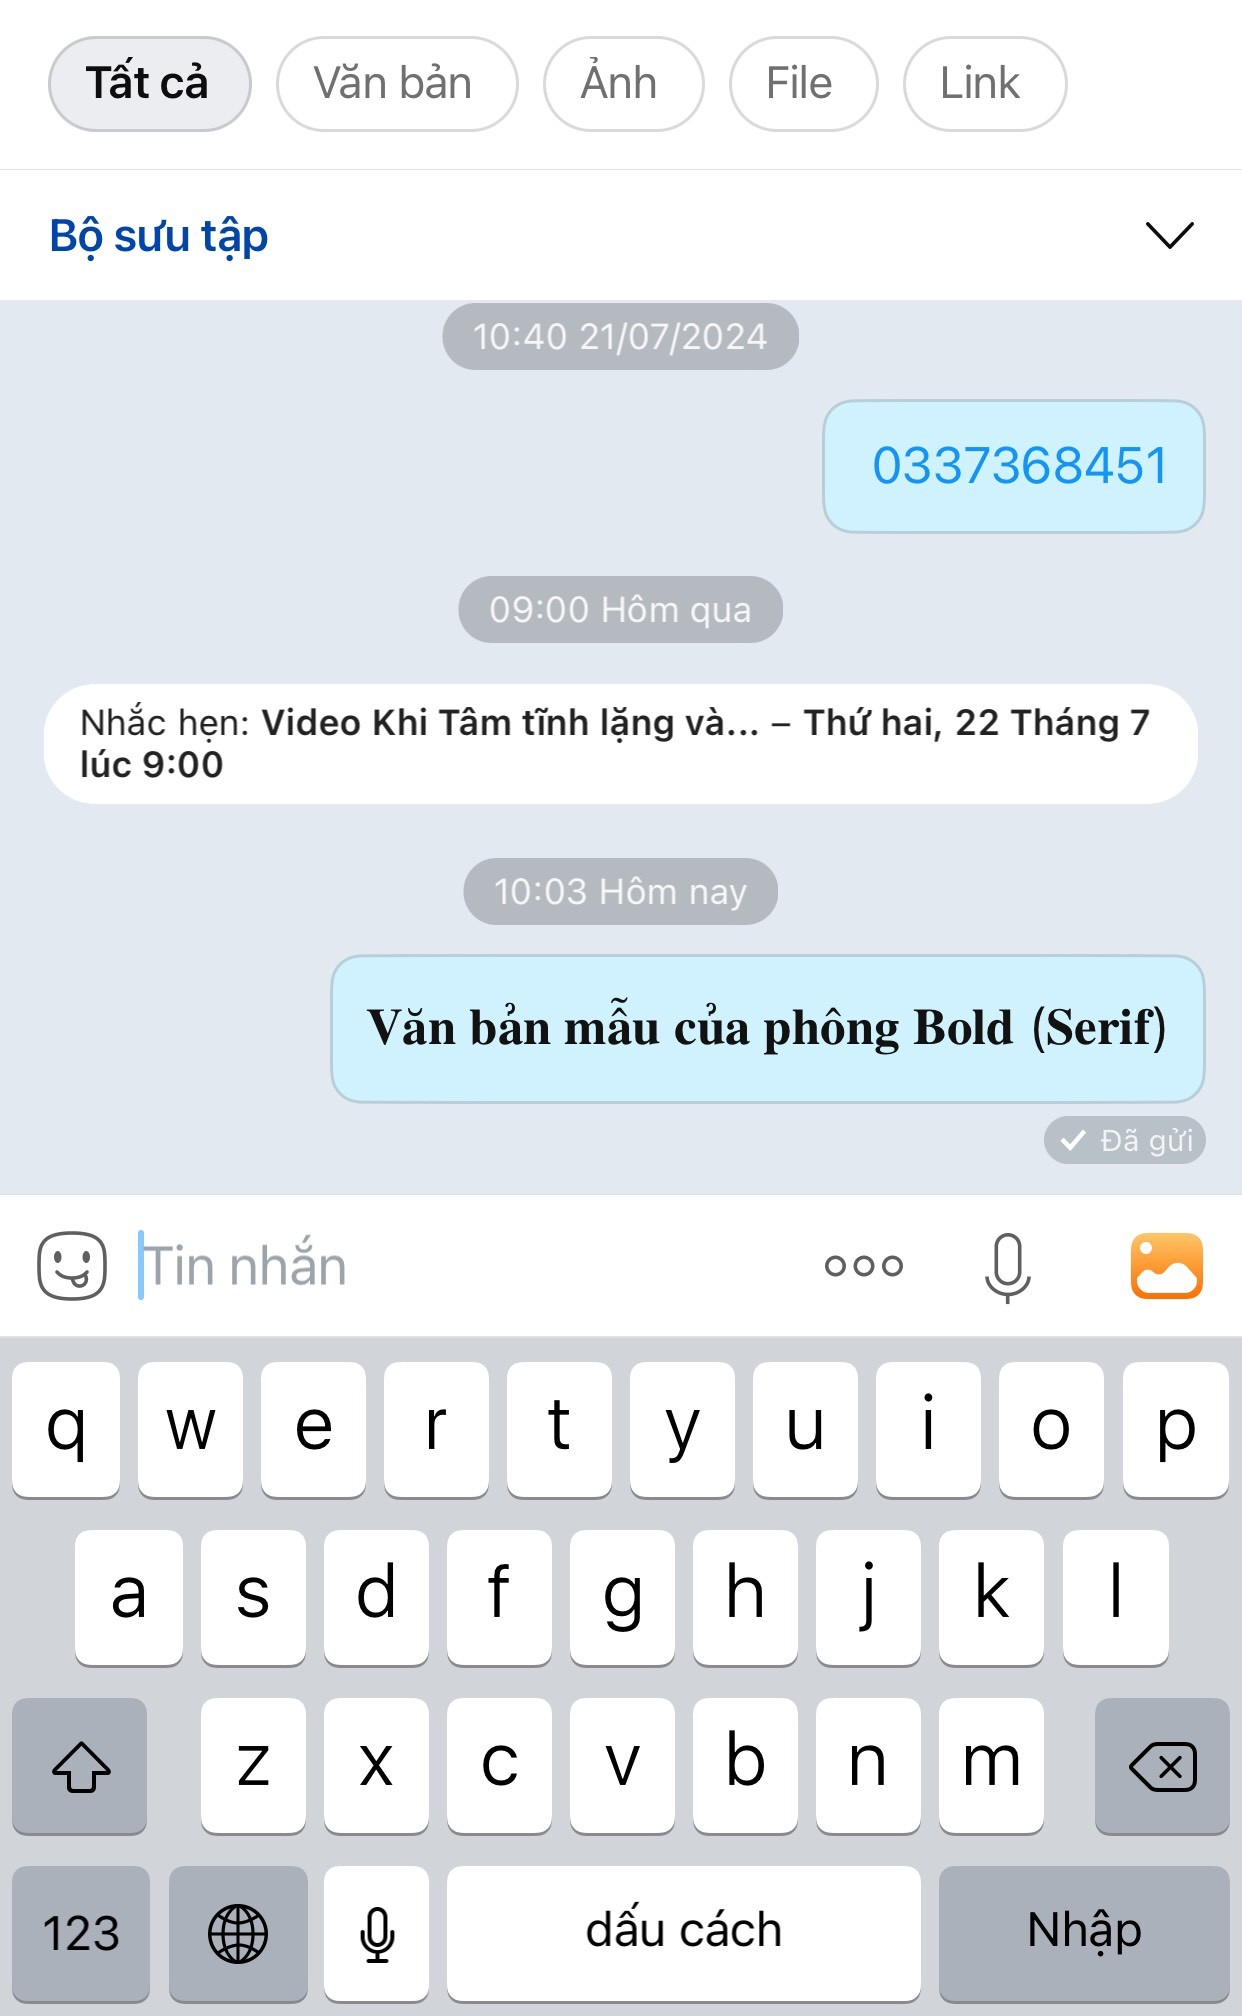 Tất cả Văn bản Ảnh File Link
Bộ sưu tập
10:40 21/07/2024
0337368451
09:00 Hôm qua
Nhắc hẹn: Video Khi Tâm tĩnh lặng và... – Thứ hai, 22 Tháng 7
lúc 9:00
10:03 Hôm nay
Văn bản mẫu của phông Bold (Serif)
Đã gửi
Tin nhắn
q w e r t y u i o p
a s d f g h j k l
z x c v b n m
123 dấu cách Nhập